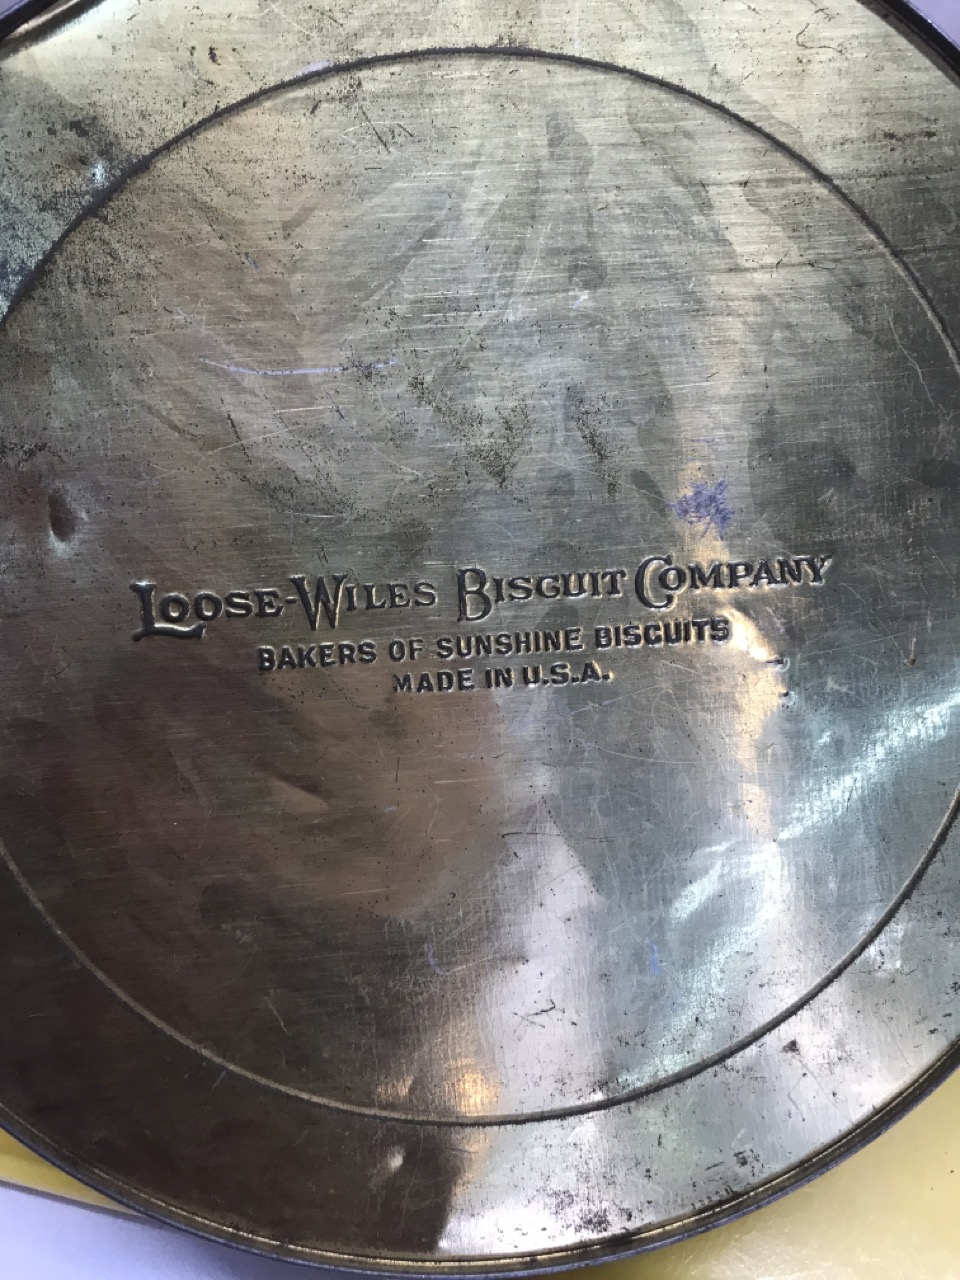 LOOSE-WILES BISCUIT COMPANY
BAKERS OF SUNSHINE BISCUITS
MADE IN U.S.A.